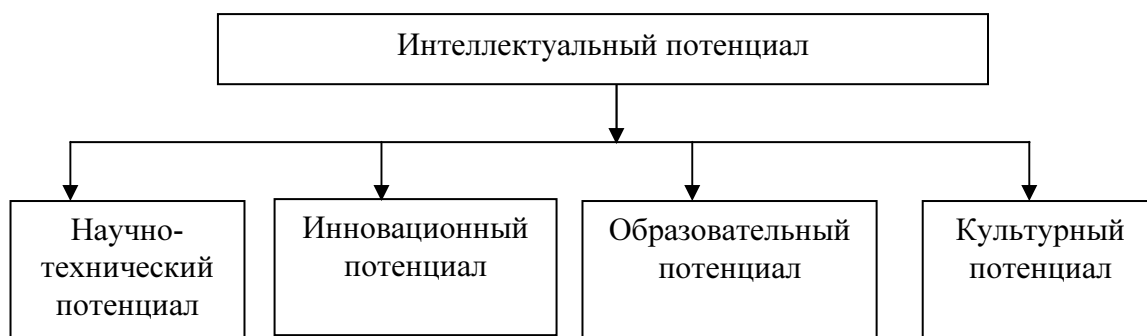 Интеллектуальный потенциал
Научно-
технический
потенциал
Инновационный
потенциал
Образовательный
потенциал
Культурный
потенциал